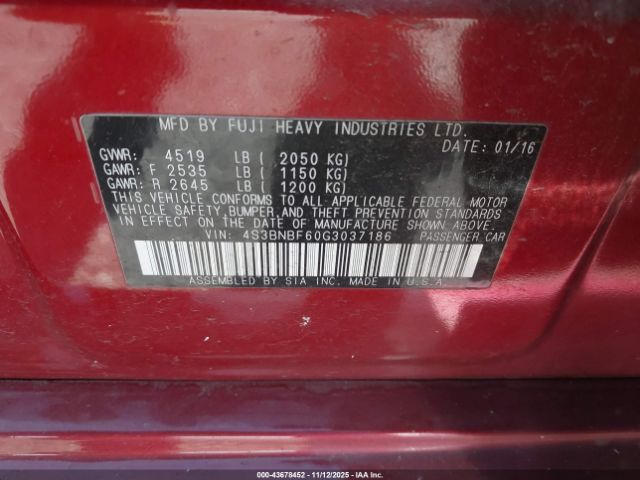 MFD BY FUJI HEAVY INDUSTRIES LTD.
DATE: 01/16
GVWR: 4519 LB ( 2050 KG)
GAWR: F 2535 LB ( 1150 KG)
GAWR: R 2645 LB ( 1200 KG)
THIS VEHICLE CONFORMS TO ALL APPLICABLE FEDERAL MOTOR
VEHICLE SAFETY, BUMPER, AND THEFT PREVENTION STANDARDS
IN EFFECT ON THE DATE OF MANUFACTURE SHOWN ABOVE.
VIN: 4S3BNBF60G3037186 PASSENGER CAR
ASSEMBLED BY SIA INC. MADE IN U.S.A.
000-43678452 - 11/12/2025 - IAAI.CA